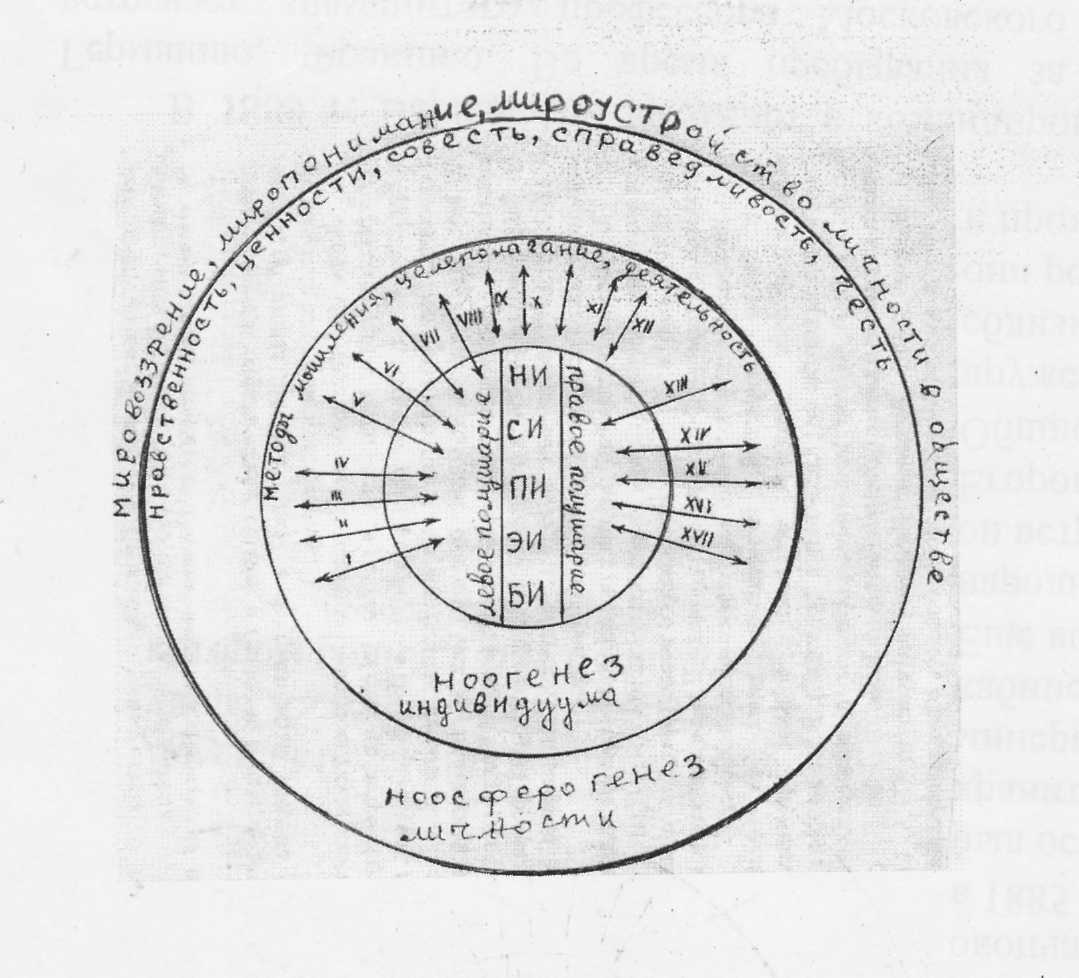 Мировоззрение, миропонимание, мироустройство личности в обществе
нравственность, ценности, совесть, справедливость, честь
Методы мышления, целеполагание, деятельность
I
II
III
IV
V
VI
VII
VIII
IX
X
XI
XII
XIII
XIV
XV
XVI
XVII
левое полушарие
НИ
СИ
ПИ
ЭИ
БИ
правое полушарие
Ноогенез
индивидуума
Ноосферогенез
личности